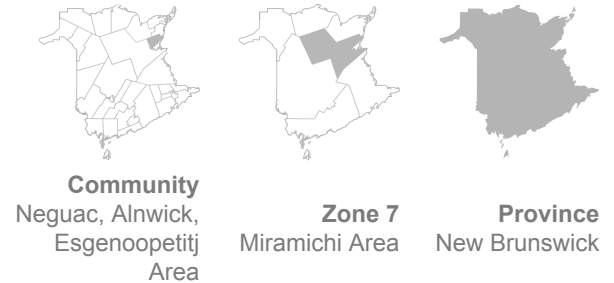 Community
Neguac, Alnwick,
Esgenoopetitj
Area
Zone 7
Miramichi Area
Province
New Brunswick